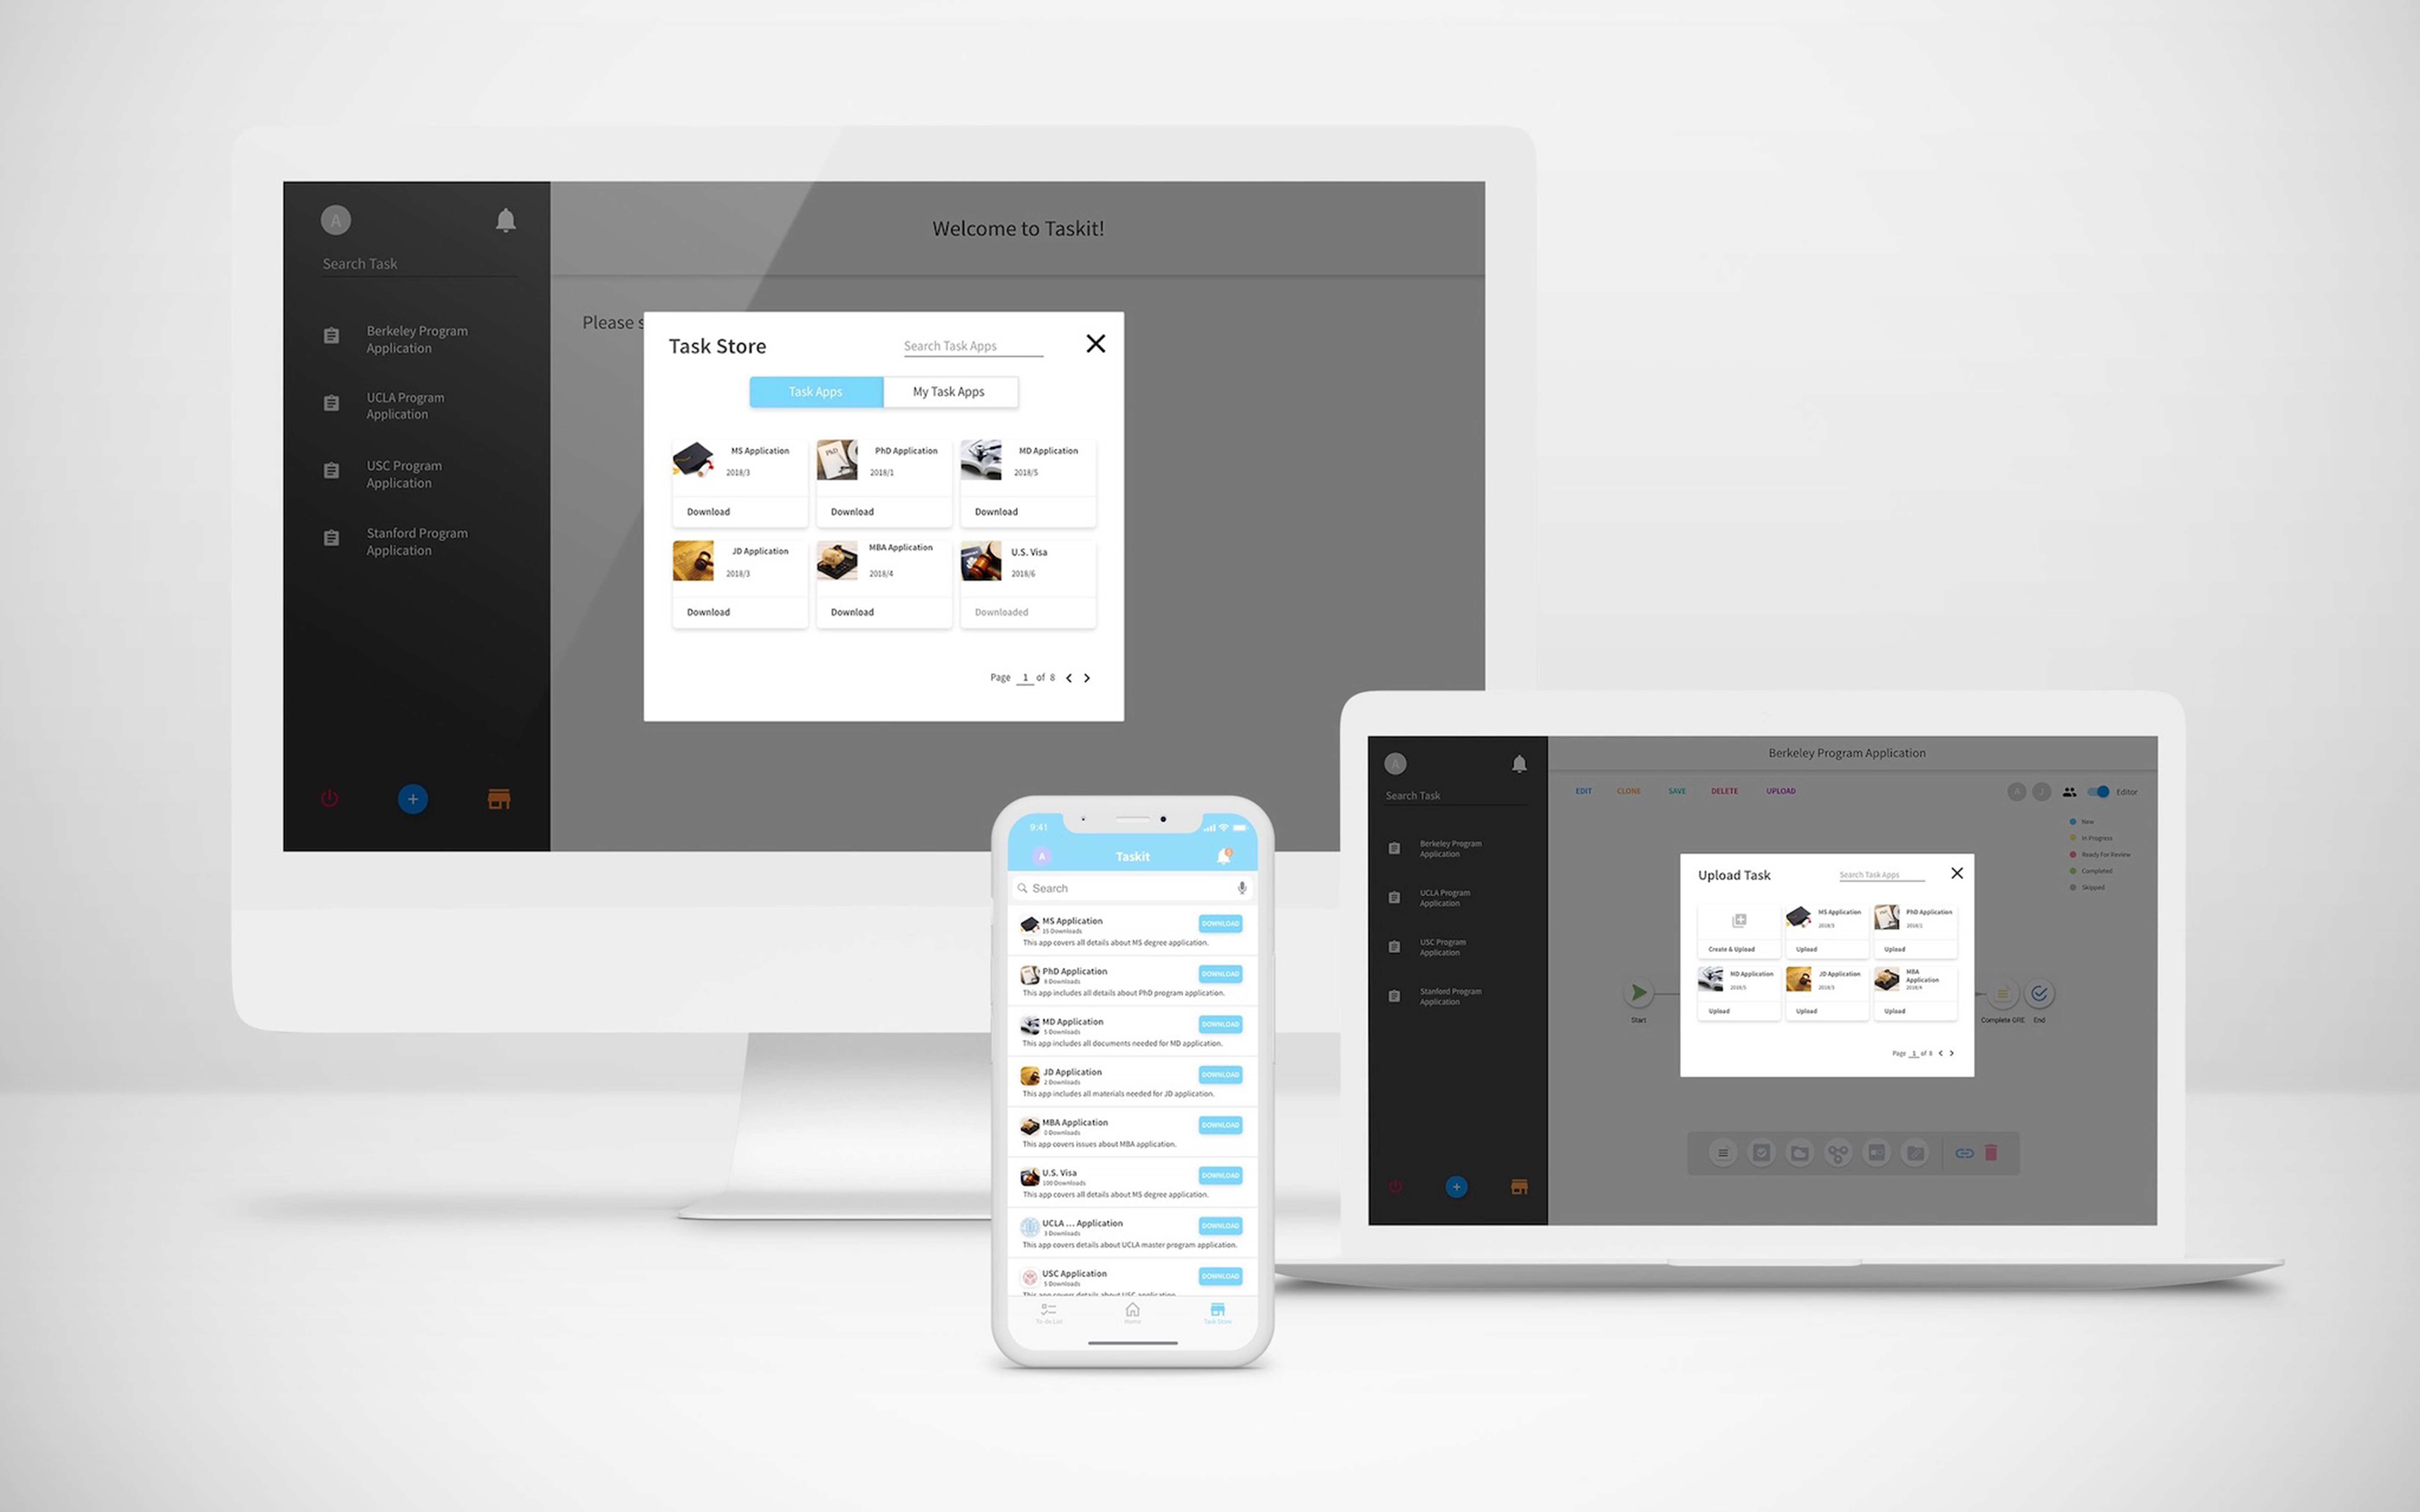 A
Search Task
Berkeley Program
Application
UCLA Program
Application
USC Program
Application
Stanford Program
Application
Welcome to Taskit!
Please s
Task Store
Search Task Apps
Task Apps
My Task Apps
MS Application
2018/3
Download
PhD Application
2018/1
Download
MD Application
2018/5
Download
JD Application
2018/3
Download
MBA Application
2018/4
Download
U.S. Visa
2018/6
Downloaded
Page 1 of 8
9:41
A
Taskit
Search
MS Application
15 Downloads
DOWNLOAD
This app covers all details about MS degree application.
PhD Application
8 Downloads
DOWNLOAD
This app includes all details about PhD program application.
MD Application
5 Downloads
DOWNLOAD
This app includes all documents needed for MD application.
JD Application
2 Downloads
DOWNLOAD
This app includes all materials needed for JD application.
MBA Application
0 Downloads
DOWNLOAD
This app covers issues about MBA application.
U.S. Visa
100 Downloads
DOWNLOAD
This app covers all details about MS degree application.
UCLA ... Application
3 Downloads
DOWNLOAD
This app covers details about UCLA master program application.
USC Application
5 Downloads
DOWNLOAD
This app covers details about USC application
To-do List
Home
Task Store
A
Search Task
Berkeley Program
Application
UCLA Program
Application
USC Program
Application
Stanford Program
Application
Berkeley Program Application
EDIT
CLONE
SAVE
DELETE
UPLOAD
A
J
Editor
New
In Progress
Ready For Review
Completed
Skipped
Upload Task
Search Task Apps
Create & Upload
MS Application
2018/3
Upload
PhD Application
2018/1
Upload
MD Application
2018/5
Upload
JD Application
2018/3
Upload
MBA
Application
2018/4
Upload
Page 1 of 8
Start
Complete GRE
End